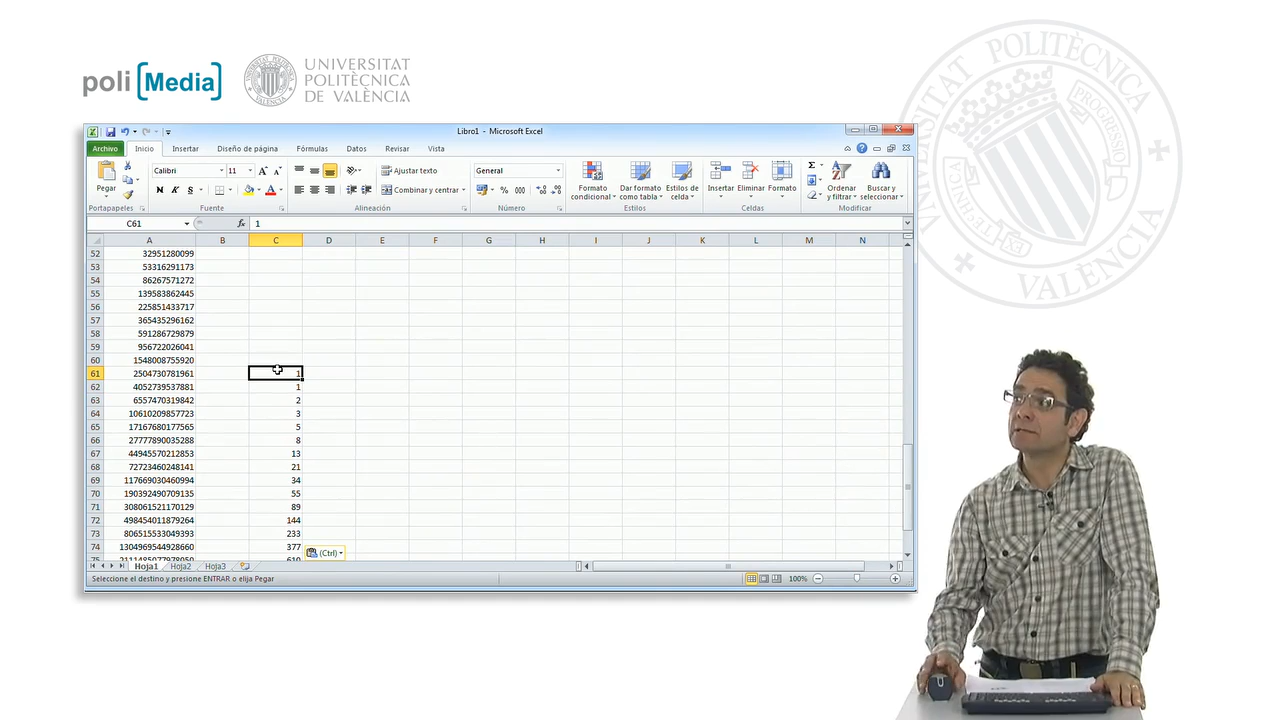 poli [Media]
UNIVERSITAT
POLITÈCNICA
DE VALÈNCIA
UNIVERSITAT POLITÈCNICA
VALÈNCIA
PROGRESSIO
Libro1 - Microsoft Excel
Archivo Inicio Insertar Diseño de página Fórmulas Datos Revisar Vista
Pegar
Calibri 11
N K S
Ajustar texto
Combinar y centrar
General
% 000
Formato condicional
Dar formato como tabla
Estilos de celda
Insertar Eliminar Formato
Ordenar y filtrar
Buscar y seleccionar
Portapapeles Fuente Alineación Número Estilos Celdas Modificar
C61 fx 1
A B C D E F G H I J K L M N
52 32951280099
53 53316291173
54 86267571272
55 139583862445
56 225851433717
57 365435296162
58 591286729879
59 956722026041
60 1548008755920
61 2504730781961 1
62 4052739537881 1
63 6557470319842 2
64 10610209857723 3
65 17167680177565 5
66 27777890035288 8
67 44945570212853 13
68 72723460248141 21
69 117669030460994 34
70 190392490709135 55
71 308061521170129 89
72 498454011879264 144
73 806515533049393 233
74 1304969544928660 377
(Ctrl)
Hoja1 Hoja2 Hoja3
Seleccione el destino y presione ENTRAR o elija Pegar
100%